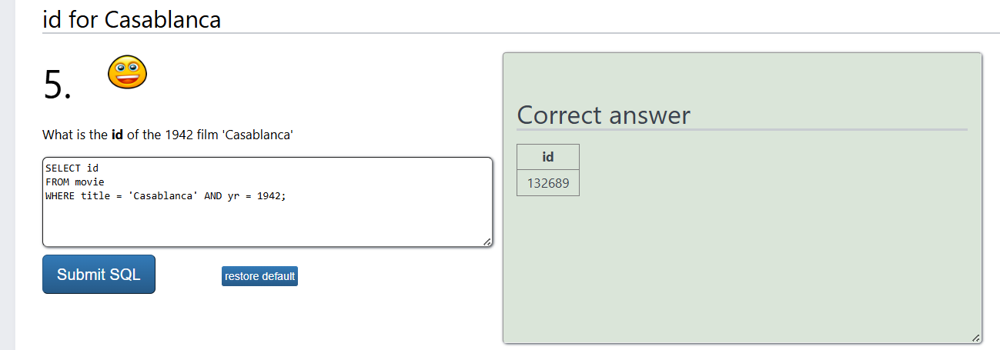 id for Casablanca
5.
What is the id of the 1942 film 'Casablanca'
SELECT id
FROM movie
WHERE title = 'Casablanca' AND yr = 1942;
Submit SQL
restore default
Correct answer
id
132689